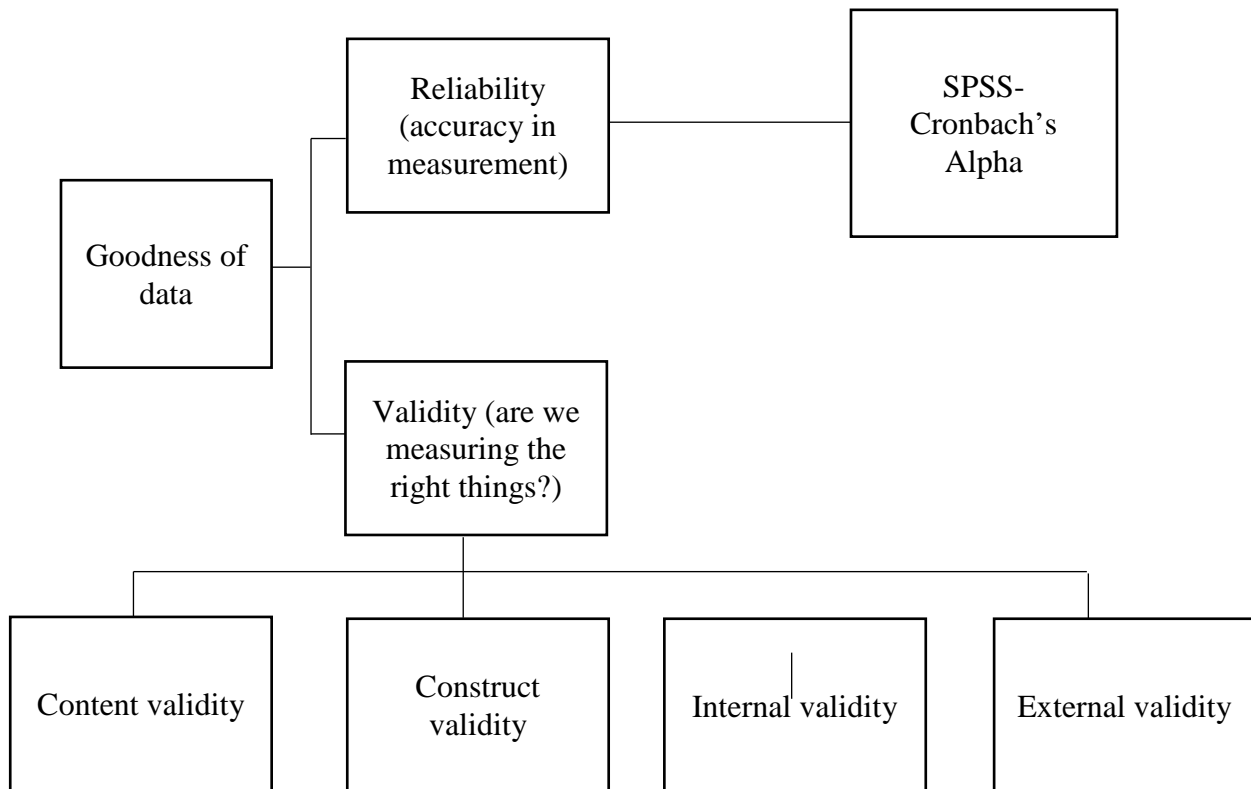 Reliability
(accuracy in
measurement)
SPSS-
Cronbach’s
Alpha
Goodness of
data
Validity (are we
measuring the
right things?)
Content validity
Construct
validity
Internal validity
External validity